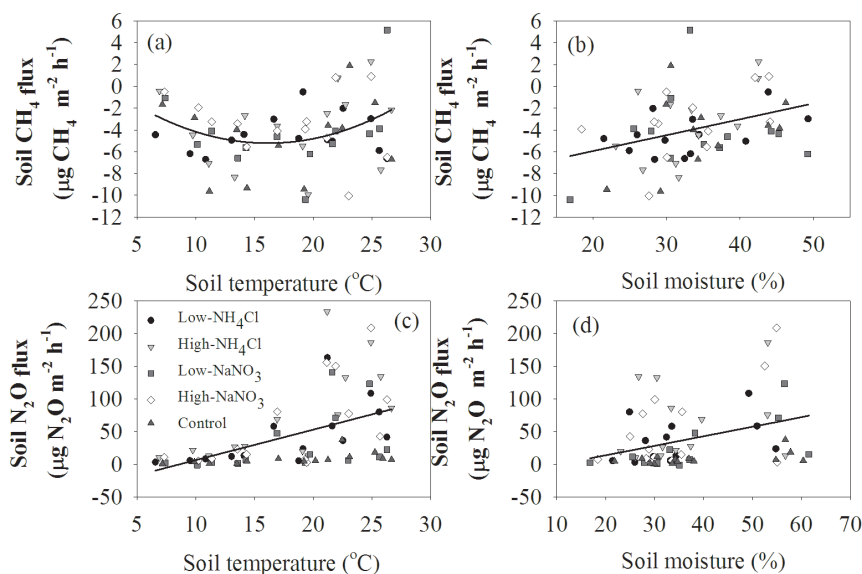 (a)
Soil CH4 flux
(µg CH4 m-2 h-1)
6
4
2
0
-2
-4
-6
-8
-10
-12
5 10 15 20 25 30
Soil temperature (oC)
(b)
Soil CH4 flux
(µg CH4 m-2 h-1)
6
4
2
0
-2
-4
-6
-8
-10
-12
20 30 40 50
Soil moisture (%)
(c)
Soil N2O flux
(µg N2O m-2 h-1)
250
200
150
100
50
0
-50
Low-NH4Cl
High-NH4Cl
Low-NaNO3
High-NaNO3
Control
5 10 15 20 25 30
Soil temperature (oC)
(d)
Soil N2O flux
(µg N2O m-2 h-1)
250
200
150
100
50
0
-50
10 20 30 40 50 60 70
Soil moisture (%)